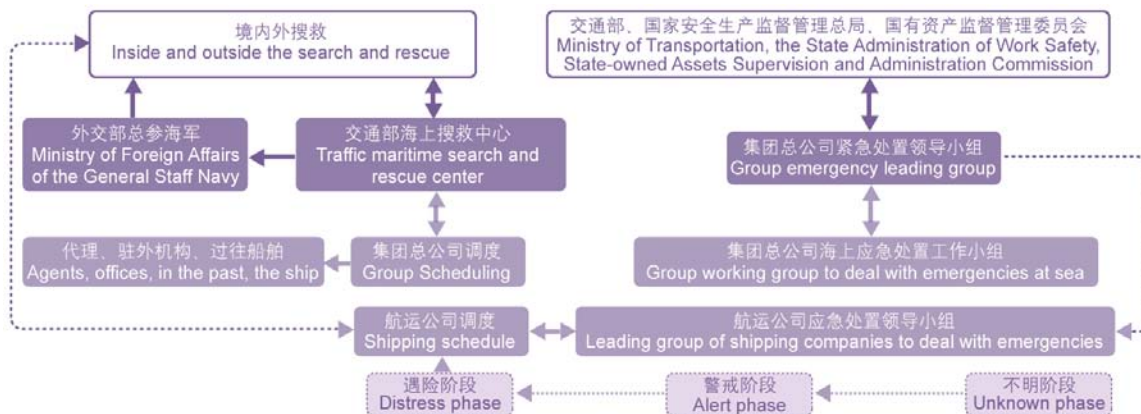 境内外搜救
Inside and outside the search and rescue
交通部、国家安全生产监督管理总局、国有资产监督管理委员会
Ministry of Transportation, the State Administration of Work Safety,
State-owned Assets Supervision and Administration Commission
外交部总参海军
Ministry of Foreign Affairs
of the General Staff Navy
交通部海上搜救中心
Traffic maritime search and
rescue center
集团总公司紧急处置领导小组
Group emergency leading group
代理、驻外机构、过往船舶
Agents, offices, in the past, the ship
集团总公司调度
Group Scheduling
集团总公司海上应急处置工作小组
Group working group to deal with emergencies at sea
航运公司调度
Shipping schedule
航运公司应急处置领导小组
Leading group of shipping companies to deal with emergencies
遇险阶段
Distress phase
警戒阶段
Alert phase
不明阶段
Unknown phase